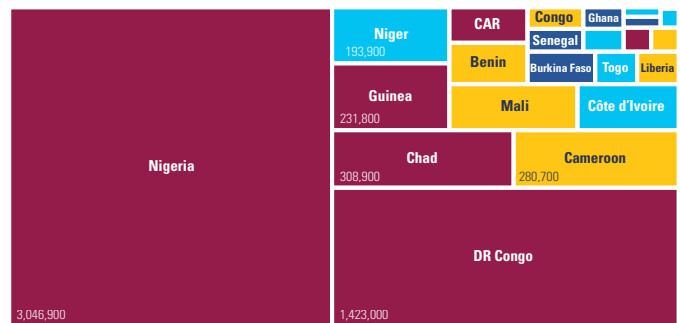 Nigeria
3,046,900
Niger
193,900
Guinea
231,800
CAR
Congo
Ghana
Senegal
Benin
Burkina Faso
Togo
Liberia
Mali
Côte d'Ivoire
Chad
308,900
Cameroon
280,700
DR Congo
1,423,000